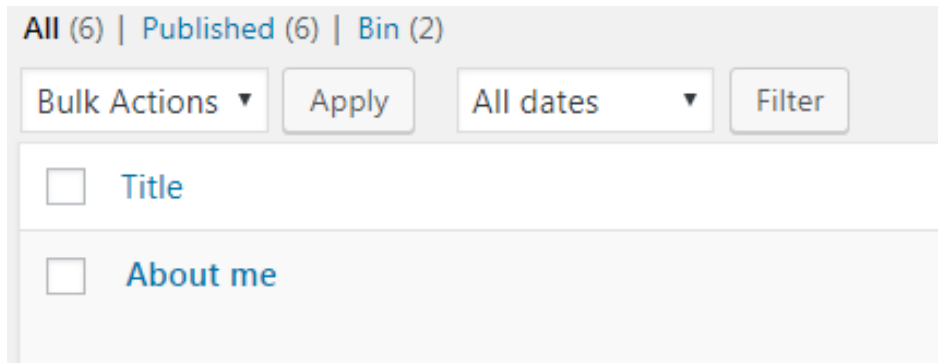 All (6) | Published (6) | Bin (2)
Bulk Actions Apply All dates Filter
Title
About me